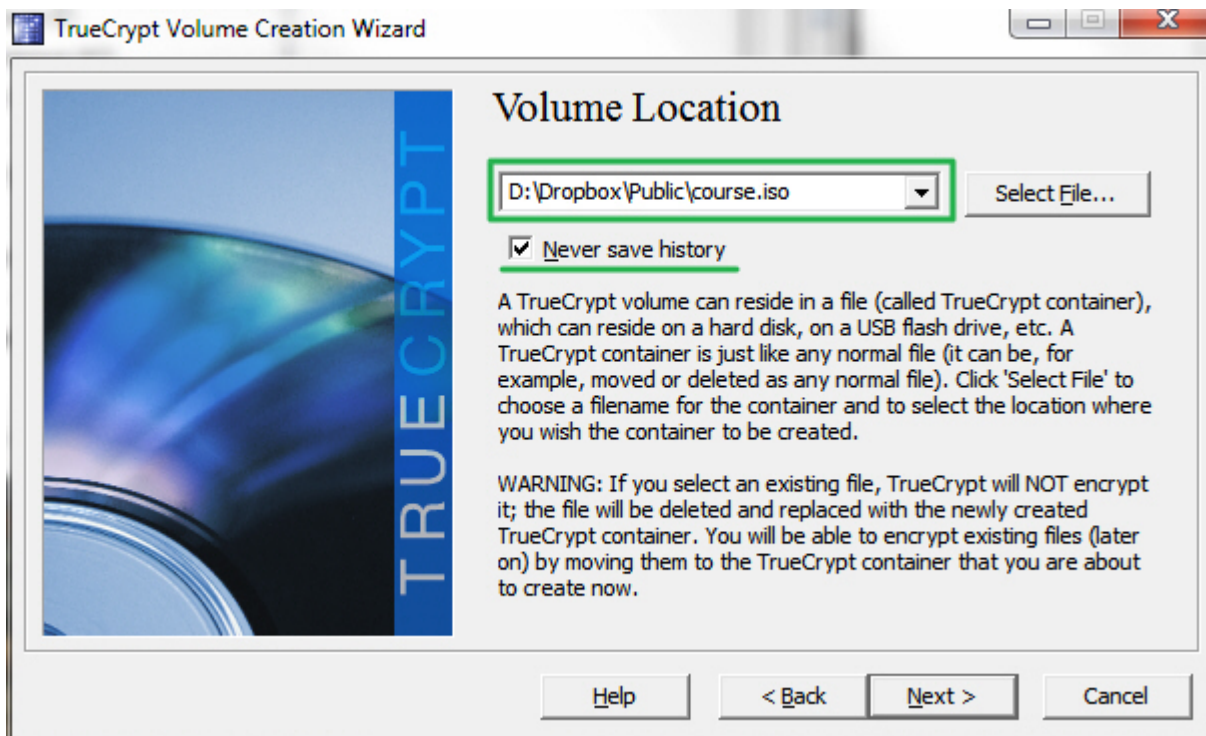 TrueCrypt Volume Creation Wizard
TRUECRYPT
Volume Location
D:\Dropbox\Public\course.iso
Select File...
Never save history
A TrueCrypt volume can reside in a file (called TrueCrypt container),
which can reside on a hard disk, on a USB flash drive, etc. A
TrueCrypt container is just like any normal file (it can be, for
example, moved or deleted as any normal file). Click 'Select File' to
choose a filename for the container and to select the location where
you wish the container to be created.
WARNING: If you select an existing file, TrueCrypt will NOT encrypt
it; the file will be deleted and replaced with the newly created
TrueCrypt container. You will be able to encrypt existing files (later
on) by moving them to the TrueCrypt container that you are about
to create now.
Help
< Back
Next >
Cancel